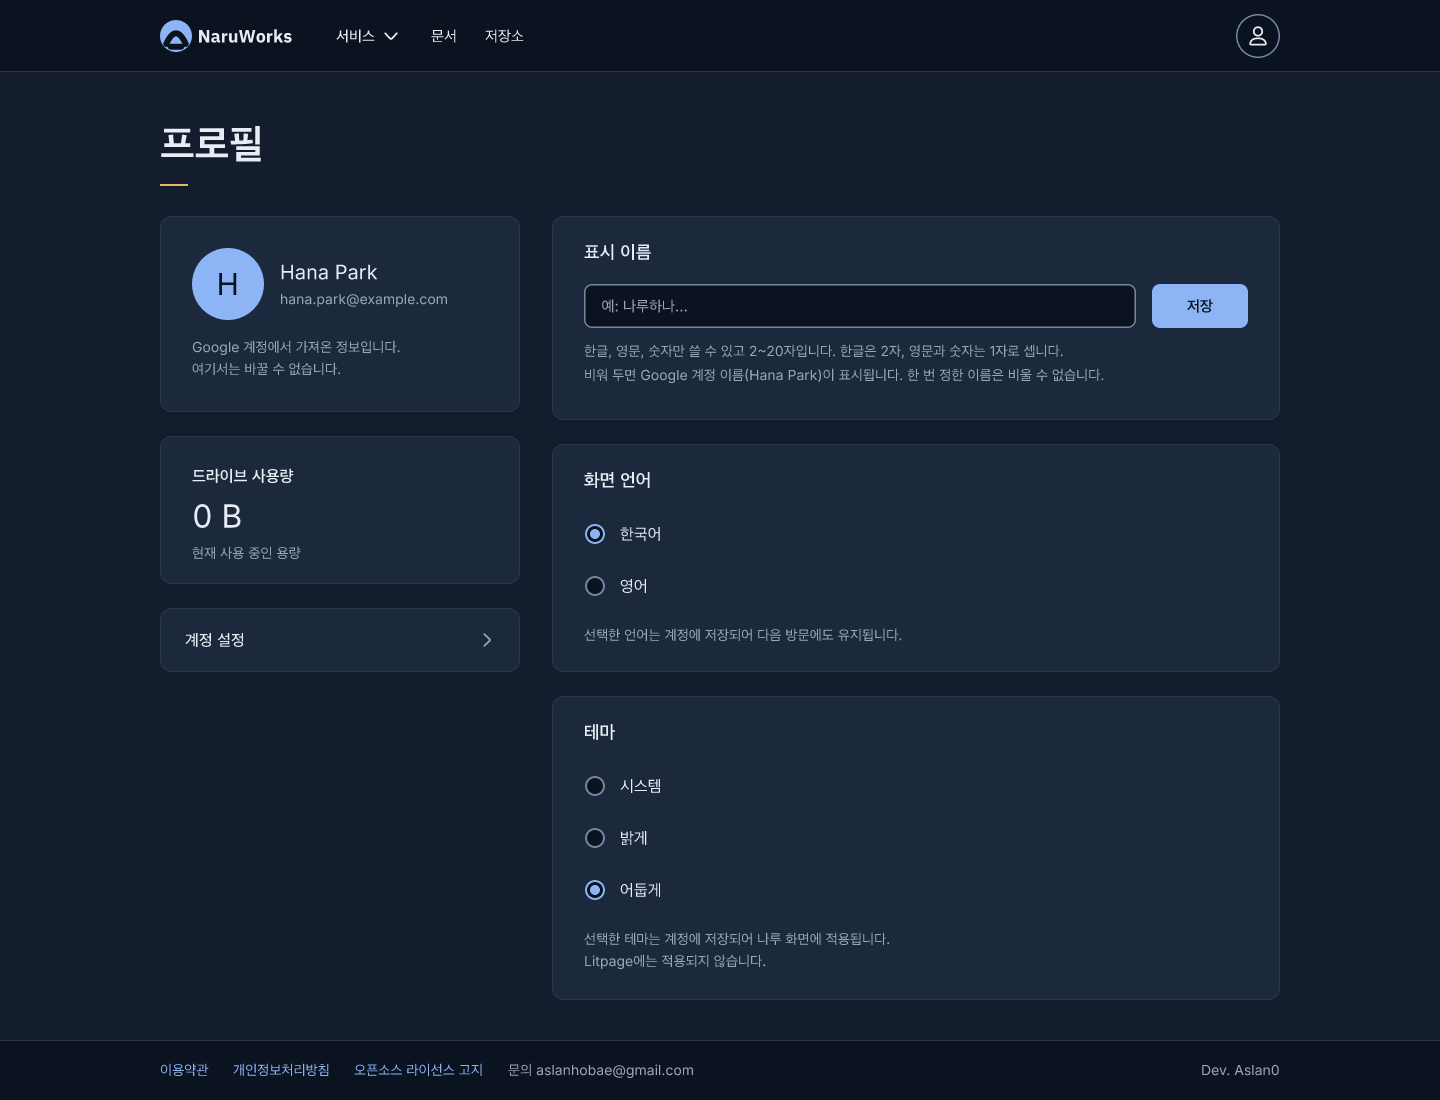 NaruWorks
서비스
문서
저장소
프로필
H
Hana Park
hana.park@example.com
Google 계정에서 가져온 정보입니다.
여기서는 바꿀 수 없습니다.
드라이브 사용량
0 B
현재 사용 중인 용량
계정 설정
표시 이름
예: 나루하나...
저장
한글, 영문, 숫자만 쓸 수 있고 2~20자입니다. 한글은 2자, 영문과 숫자는 1자로 셉니다.
비워 두면 Google 계정 이름(Hana Park)이 표시됩니다. 한 번 정한 이름은 비울 수 없습니다.
화면 언어
한국어
영어
선택한 언어는 계정에 저장되어 다음 방문에도 유지됩니다.
테마
시스템
밝게
어둡게
선택한 테마는 계정에 저장되어 나루 화면에 적용됩니다.
Litpage에는 적용되지 않습니다.
이용약관
개인정보처리방침
오픈소스 라이선스 고지
문의 aslanhobae@gmail.com
Dev. Aslan0